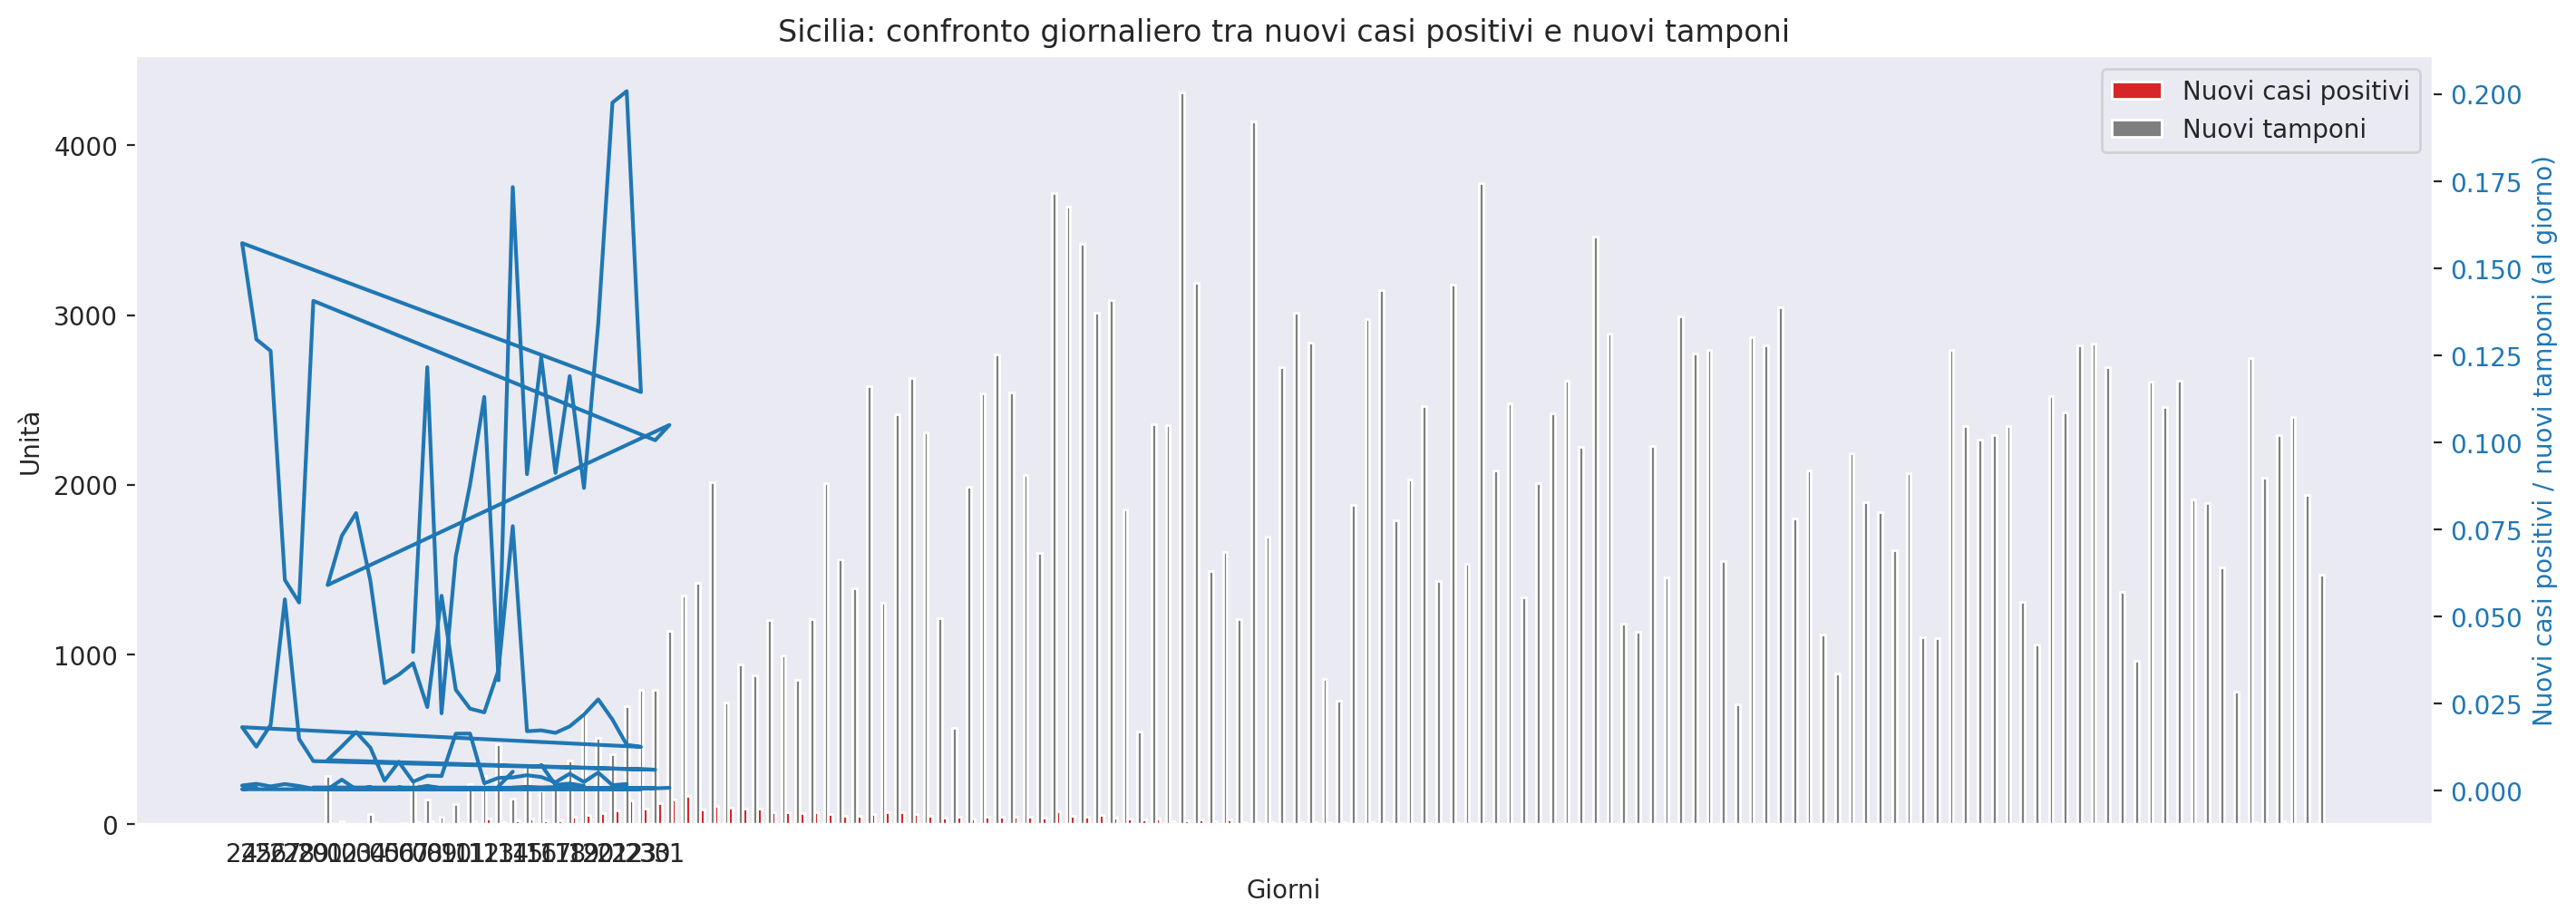 Sicilia: confronto giornaliero tra nuovi casi positivi e nuovi tamponi
Nuovi casi positivi
Nuovi tamponi
Unità
4000
3000
2000
1000
0
0.200
0.175
0.150
0.125
0.100
0.075
0.050
0.025
0.000
Nuovi casi positivi / nuovi tamponi (al giorno)
Giorni